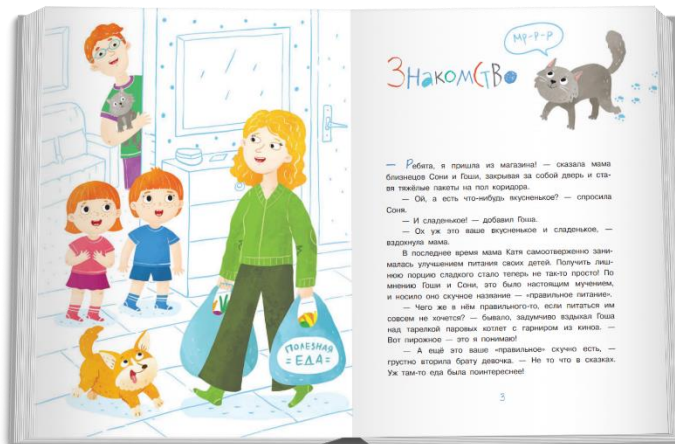 ПОЛЕЗНАЯ
= ЕДА =
Мр-р-р
Знакомство
— Ребята, я пришла из магазина! — сказала мама
близнецов Сони и Гоши, закрывая за собой дверь и ста-
вя тяжёлые пакеты на пол коридора.
— Ой, а есть что-нибудь вкусненькое? — спросила
Соня.
— И сладенькое! — добавил Гоша.
— Ох уж это ваше вкусненькое и сладенькое, —
вздохнула мама.
В последнее время мама Катя самоотверженно зани-
малась улучшением питания своих детей. Получить лиш-
нюю порцию сладкого стало теперь не так-то просто! По
мнению Гоши и Сони, это было настоящим мучением,
и носило оно скучное название — «правильное питание».
— Чего же в нём правильного-то, если питаться им
совсем не хочется? — бывало, задумчиво вздыхал Гоша
над тарелкой паровых котлет с гарниром из киноа. —
Вот пирожное — это я понимаю!
— А ещё это ваше «правильное» скучно есть, —
грустно вторила брату девочка. — Не то что в сказках.
Уж там-то еда была поинтереснее!
3